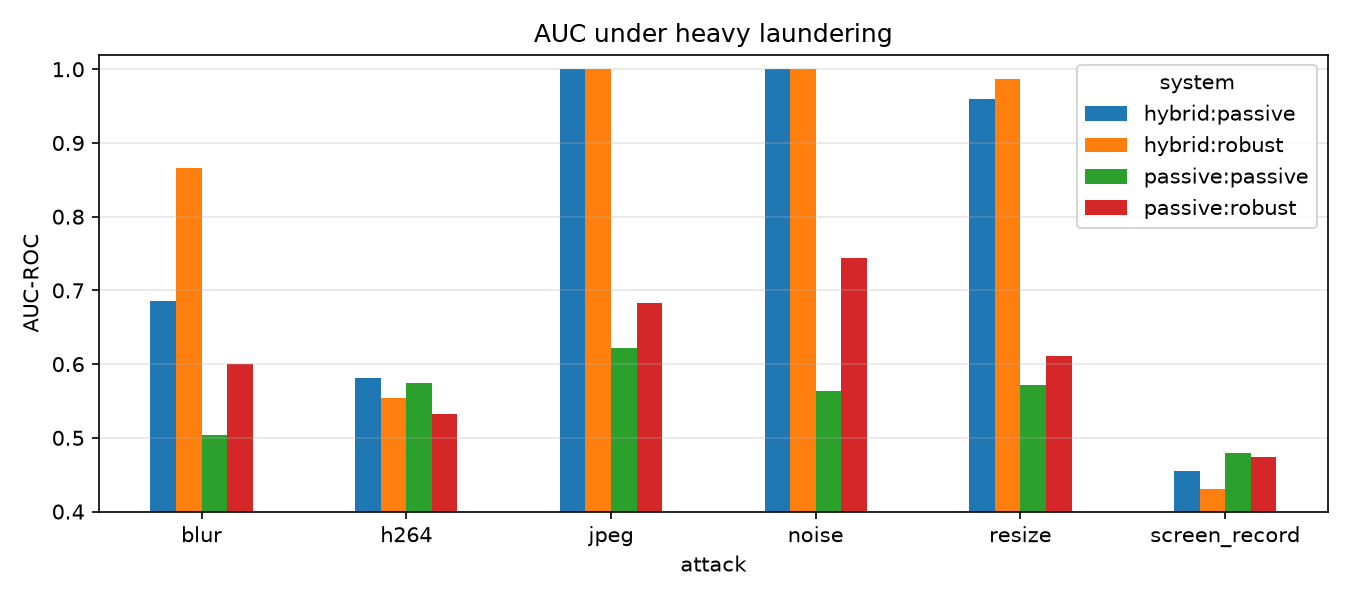 AUC under heavy laundering
AUC-ROC
1.0
0.9
0.8
0.7
0.6
0.5
0.4
system
hybrid:passive
hybrid:robust
passive:passive
passive:robust
blur
h264
jpeg
noise
resize
screen_record
attack